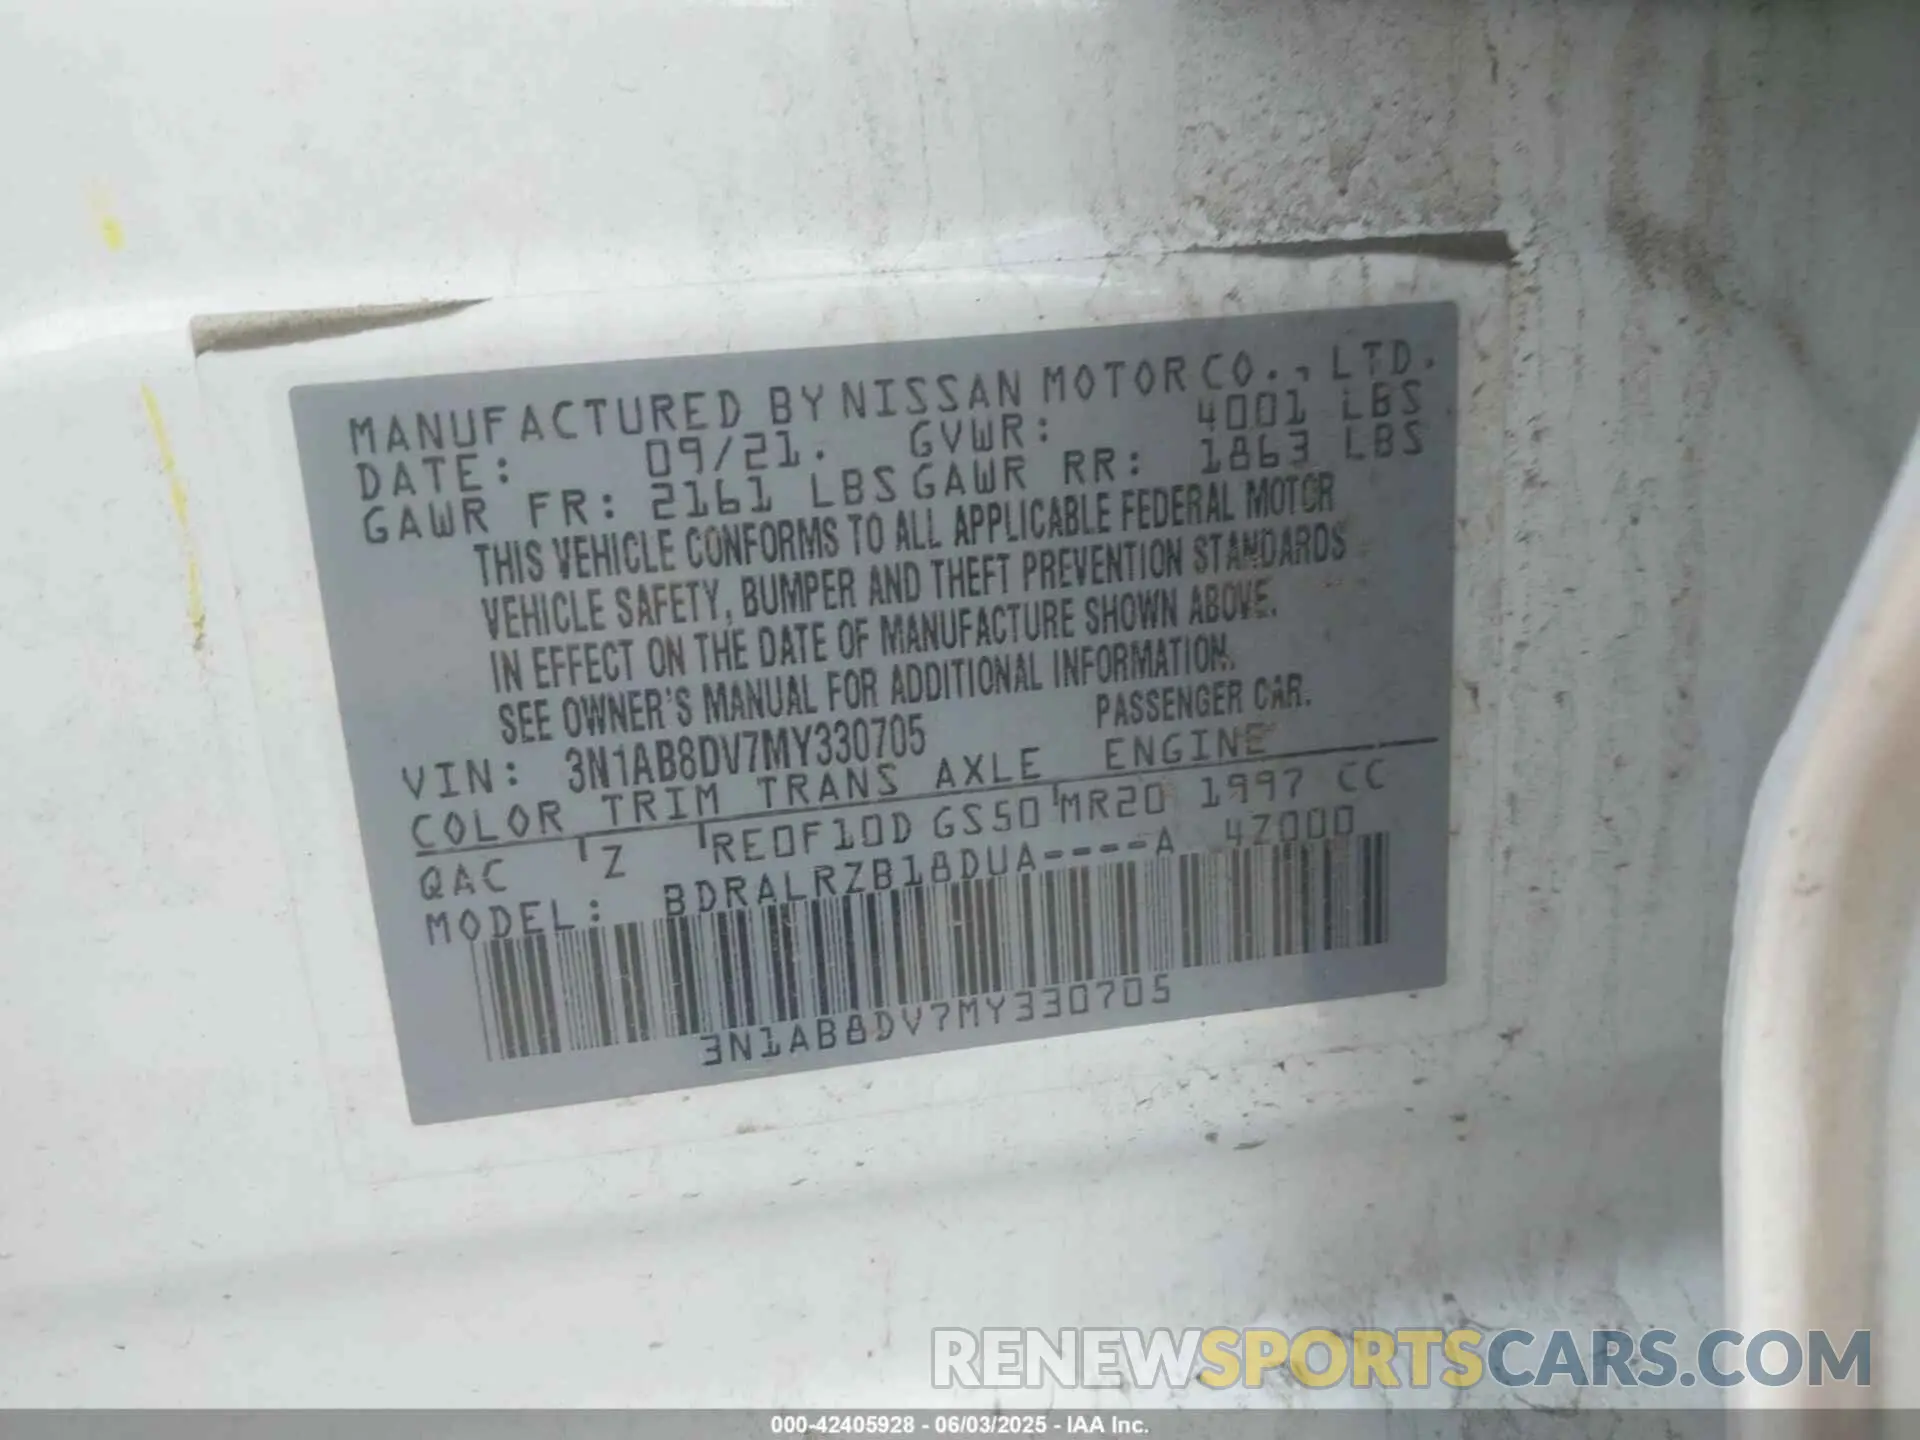 MANUFACTURED BY NISSAN MOTOR CO., LTD.
DATE: 09/21. GVWR: 4001 LBS
GAWR FR: 2161 LBS GAWR RR: 1863 LBS
THIS VEHICLE CONFORMS TO ALL APPLICABLE FEDERAL MOTOR
VEHICLE SAFETY, BUMPER AND THEFT PREVENTION STANDARDS
IN EFFECT ON THE DATE OF MANUFACTURE SHOWN ABOVE.
SEE OWNER'S MANUAL FOR ADDITIONAL INFORMATION.
VIN: 3N1AB8DV7MY330705 PASSENGER CAR.
COLOR TRIM TRANS AXLE ENGINE
QAC Z RE0F10D GS50 MR20 1997 CC
MODEL: BDRALRZB18DUA----A 4Z000
3N1AB8DV7MY330705
RENEWSPORTSCARS.COM
000-42405928 - 06/03/2025 - IAA Inc.